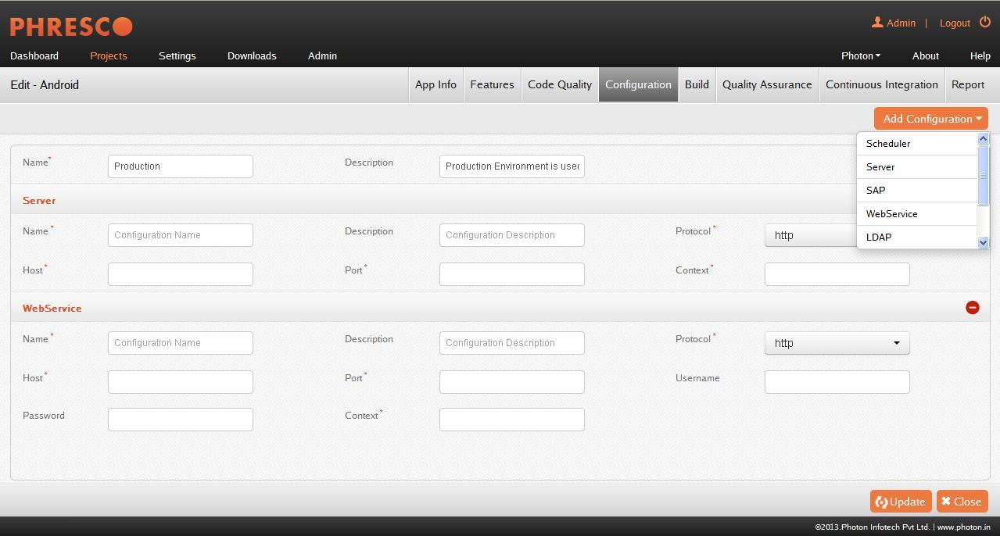 PHRESCO
Admin | Logout
Dashboard Projects Settings Downloads Admin Photon About Help
Edit - Android App Info Features Code Quality Configuration Build Quality Assurance Continuous Integration Report
Add Configuration
Scheduler
Server
SAP
WebService
LDAP
Name* Production Description Production Environment is used
Server
Name* Configuration Name Description Configuration Description Protocol* http
Host* Port* Context*
WebService
Name* Configuration Name Description Configuration Description Protocol* http
Host* Port* Username
Password Context*
Update Close
©2013.Photon Infotech Pvt Ltd. | www.photon.in